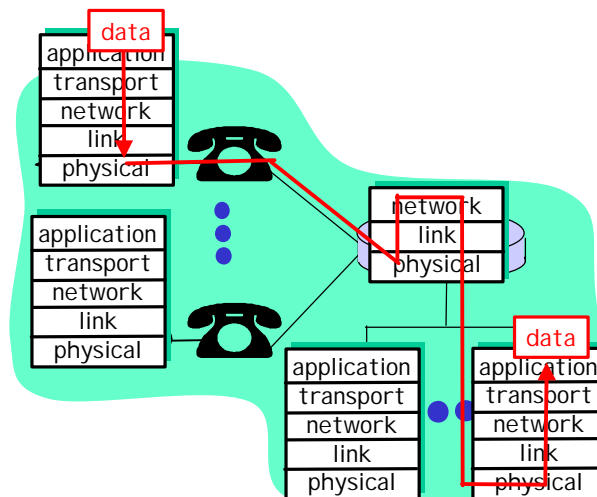 data
application
transport
network
link
physical
application
transport
network
link
physical
network
link
physical
application
transport
network
link
physical
data
application
transport
network
link
physical